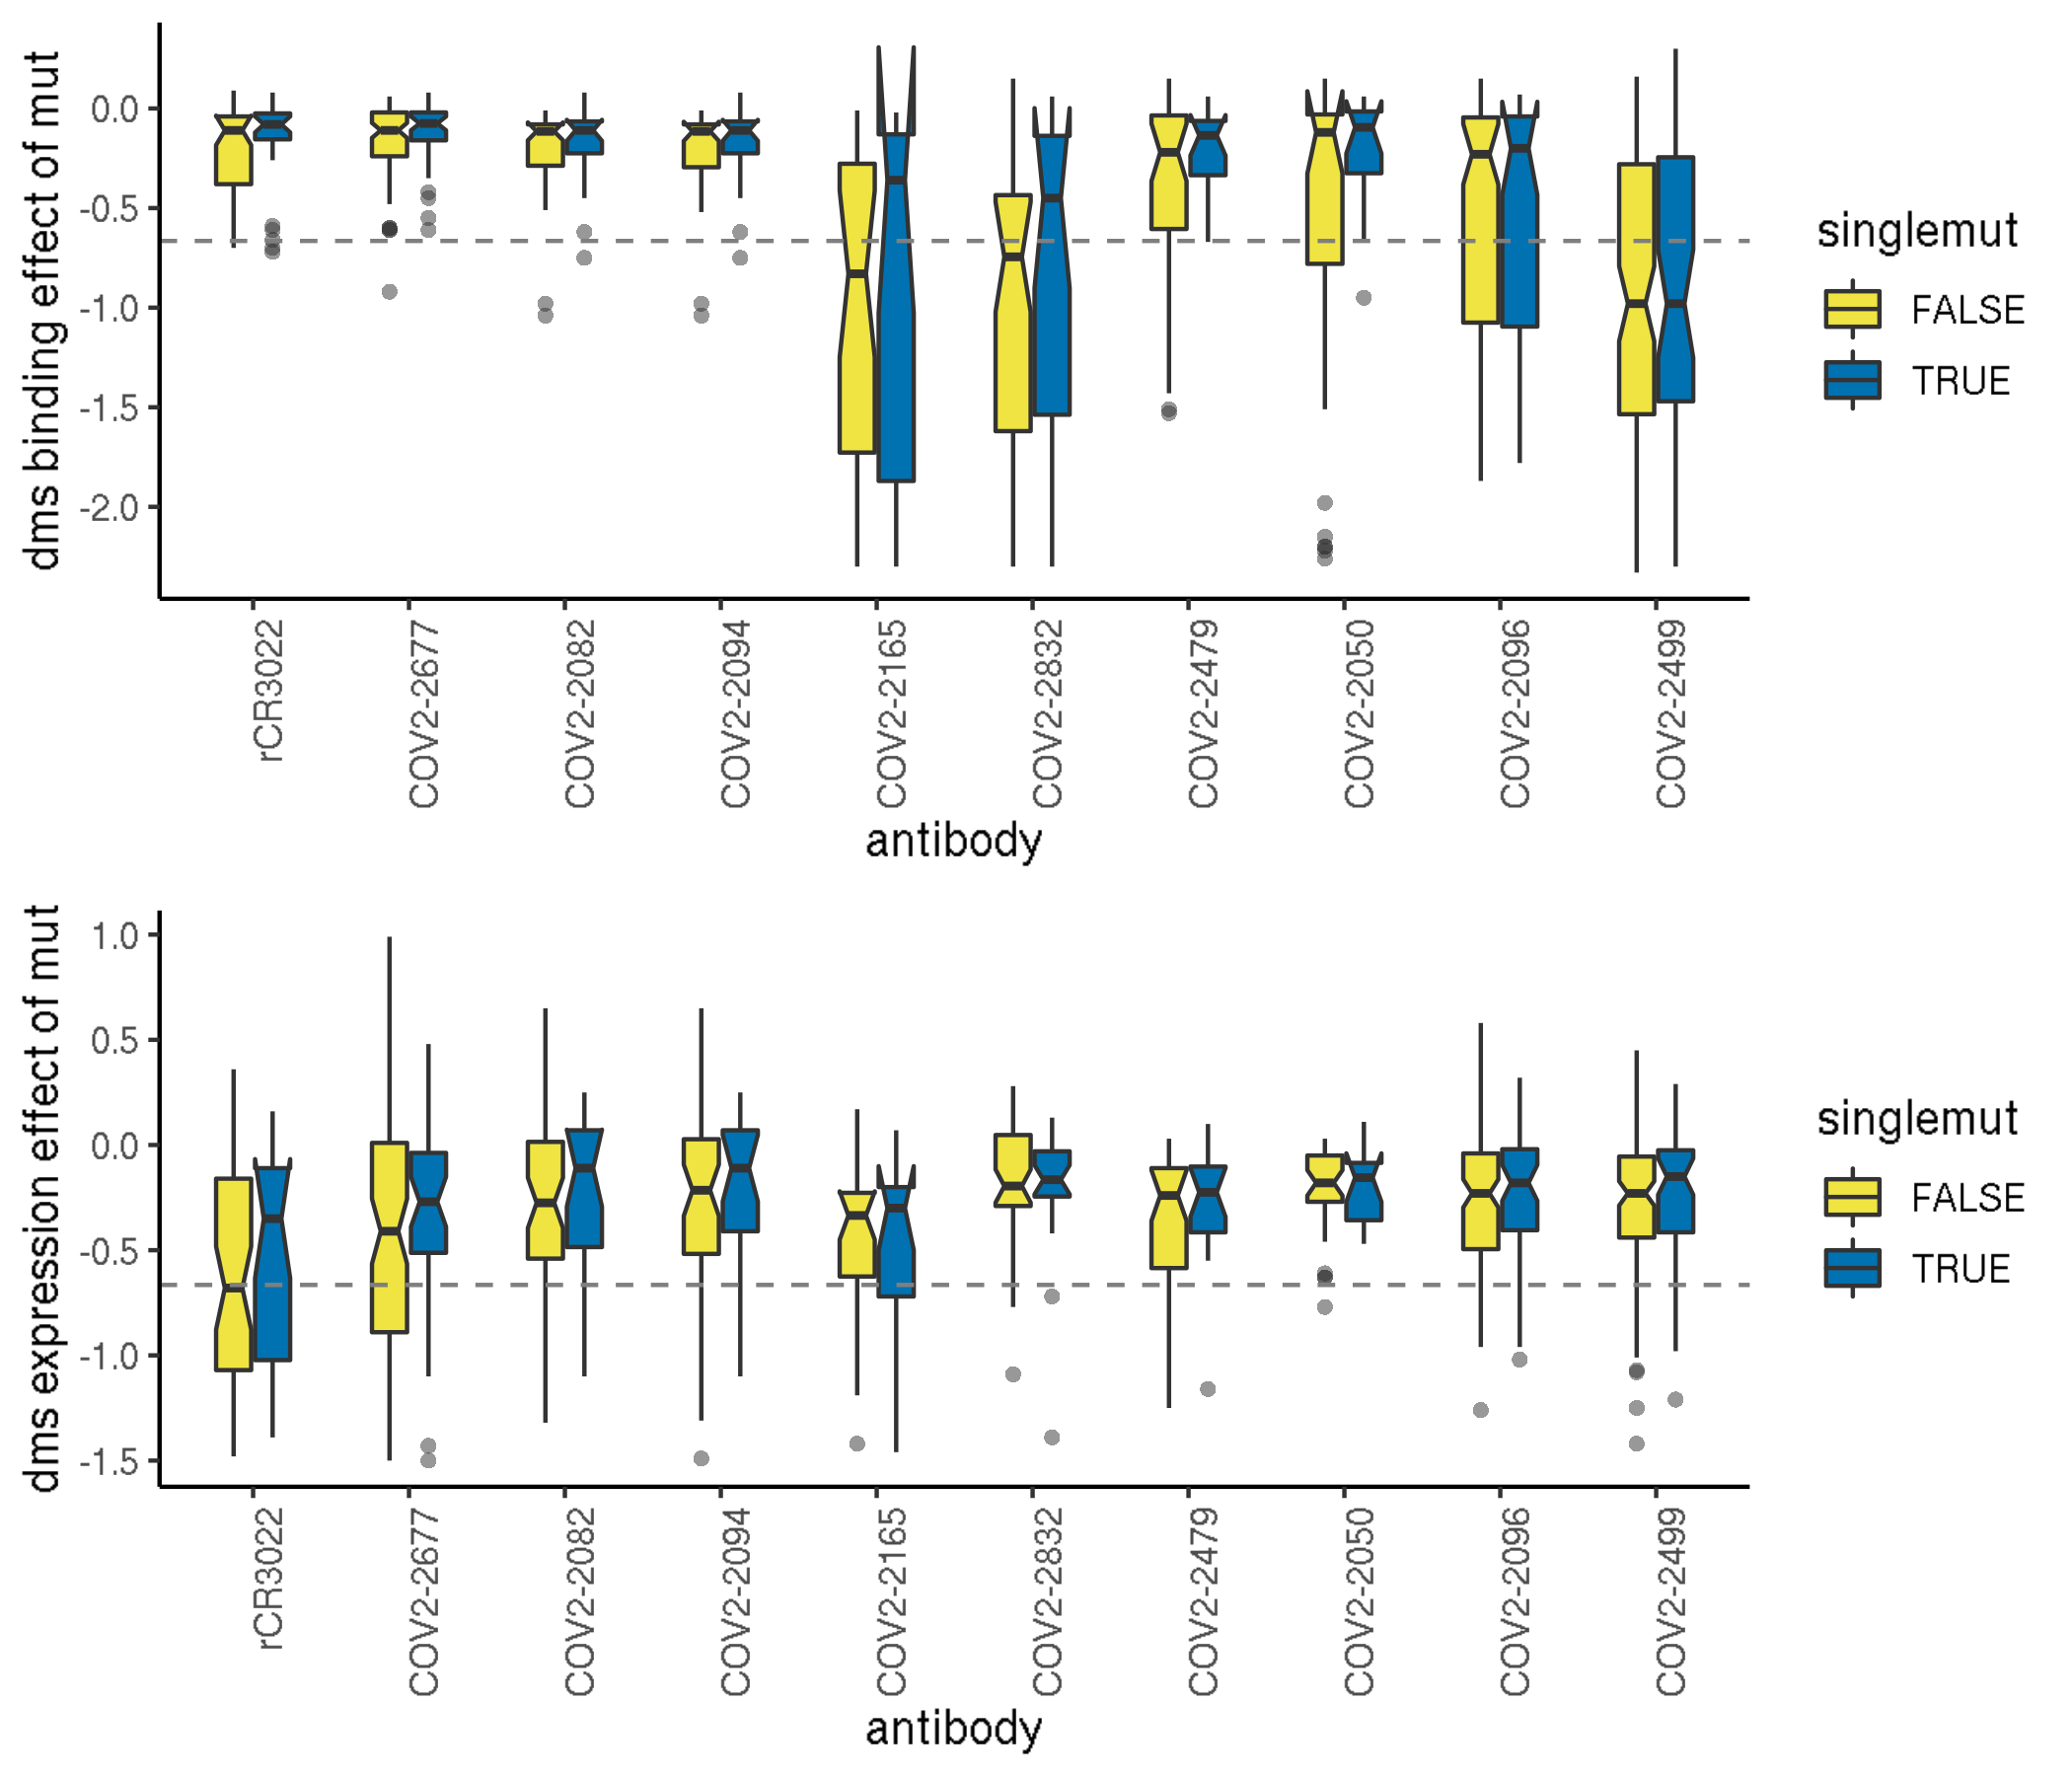 dms binding effect of mut
0.0
-0.5
-1.0
-1.5
-2.0
rCR3022
COV2-2677
COV2-2082
COV2-2094
COV2-2165
COV2-2832
COV2-2479
COV2-2050
COV2-2096
COV2-2499
antibody
singlemut
FALSE
TRUE
dms expression effect of mut
1.0
0.5
0.0
-0.5
-1.0
-1.5
rCR3022
COV2-2677
COV2-2082
COV2-2094
COV2-2165
COV2-2832
COV2-2479
COV2-2050
COV2-2096
COV2-2499
antibody
singlemut
FALSE
TRUE